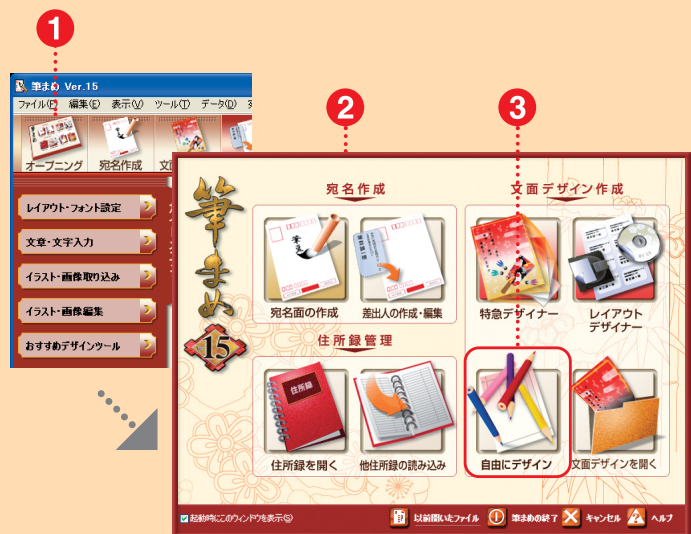 1
筆まめ Ver.15
ファイル(F) 編集(E) 表示(V) ツール(T) データ(D)
オープニング 宛名作成
レイアウト・フォント設定
文章・文字入力
イラスト・画像取り込み
イラスト・画像編集
おすすめデザインツール
2
3
筆まめ
15
宛名作成
宛名面の作成 差出人の作成・編集
文面デザイン作成
特急デザイナー レイアウト
デザイナー
住所録管理
住所録
住所録を開く 他住所録の読み込み
自由にデザイン 文面デザインを開く
起動時にこのウィンドウを表示(S)
以前開いたファイル 筆まめの終了 キャンセル ヘルプ